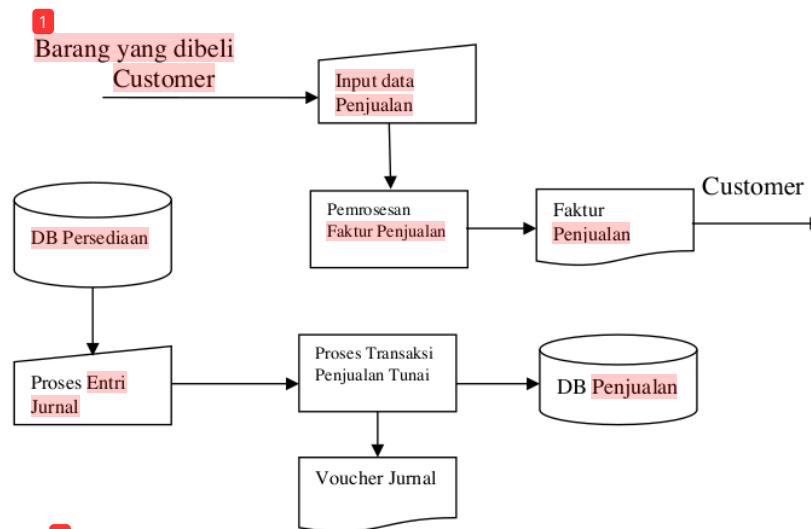 1
Barang yang dibeli
Customer
Input data
Penjualan
Pemrosesan
Faktur Penjualan
Faktur
Penjualan
Customer
DB Persediaan
Proses Entri
Jurnal
Proses Transaksi
Penjualan Tunai
DB Penjualan
Voucher Jurnal